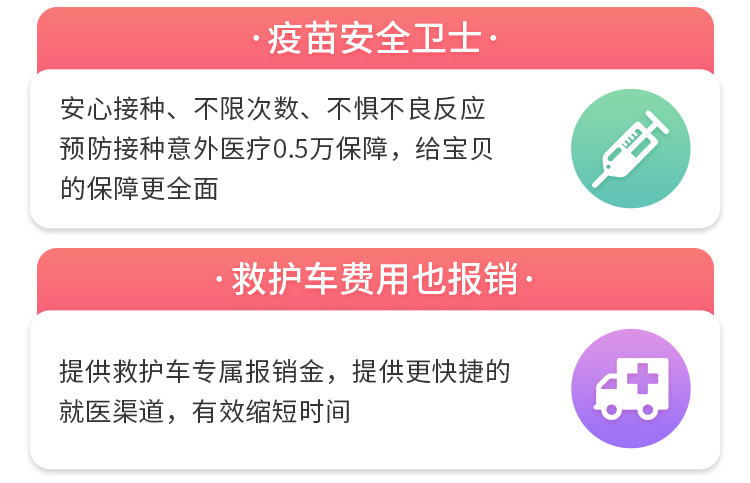 ·疫苗安全卫士·
安心接种、不限次数、不惧不良反应
预防接种意外医疗0.5万保障，给宝贝
的保障更全面
·救护车费用也报销·
提供救护车专属报销金，提供更快捷的
就医渠道，有效缩短时间